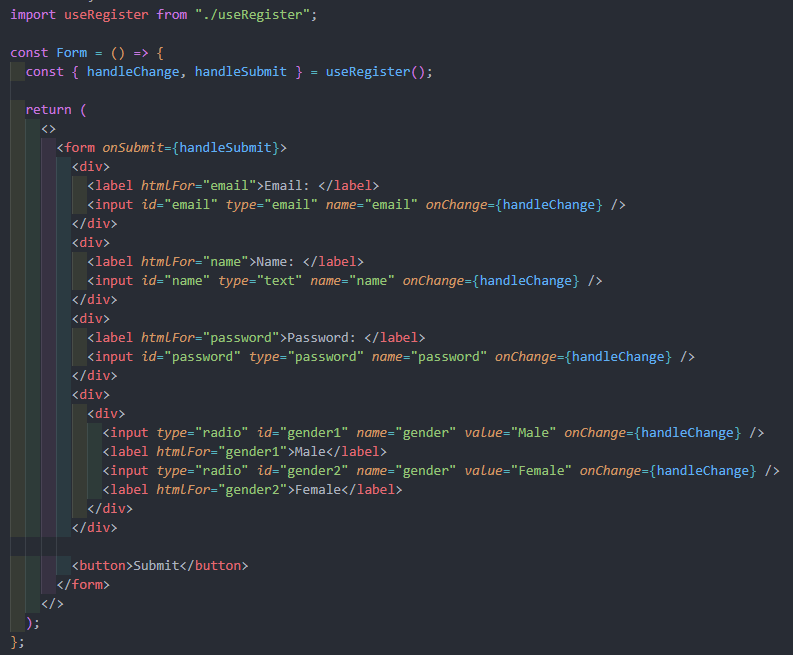 import useRegister from "./useRegister";
const Form = () => {
const { handleChange, handleSubmit } = useRegister();
return (
<>
<form onSubmit={handleSubmit}>
<div>
<label htmlFor="email">Email: </label>
<input id="email" type="email" name="email" onChange={handleChange} />
</div>
<div>
<label htmlFor="name">Name: </label>
<input id="name" type="text" name="name" onChange={handleChange} />
</div>
<div>
<label htmlFor="password">Password: </label>
<input id="password" type="password" name="password" onChange={handleChange} />
</div>
<div>
<div>
<input type="radio" id="gender1" name="gender" value="Male" onChange={handleChange} />
<label htmlFor="gender1">Male</label>
<input type="radio" id="gender2" name="gender" value="Female" onChange={handleChange} />
<label htmlFor="gender2">Female</label>
</div>
</div>
<button>Submit</button>
</form>
</>
);
};